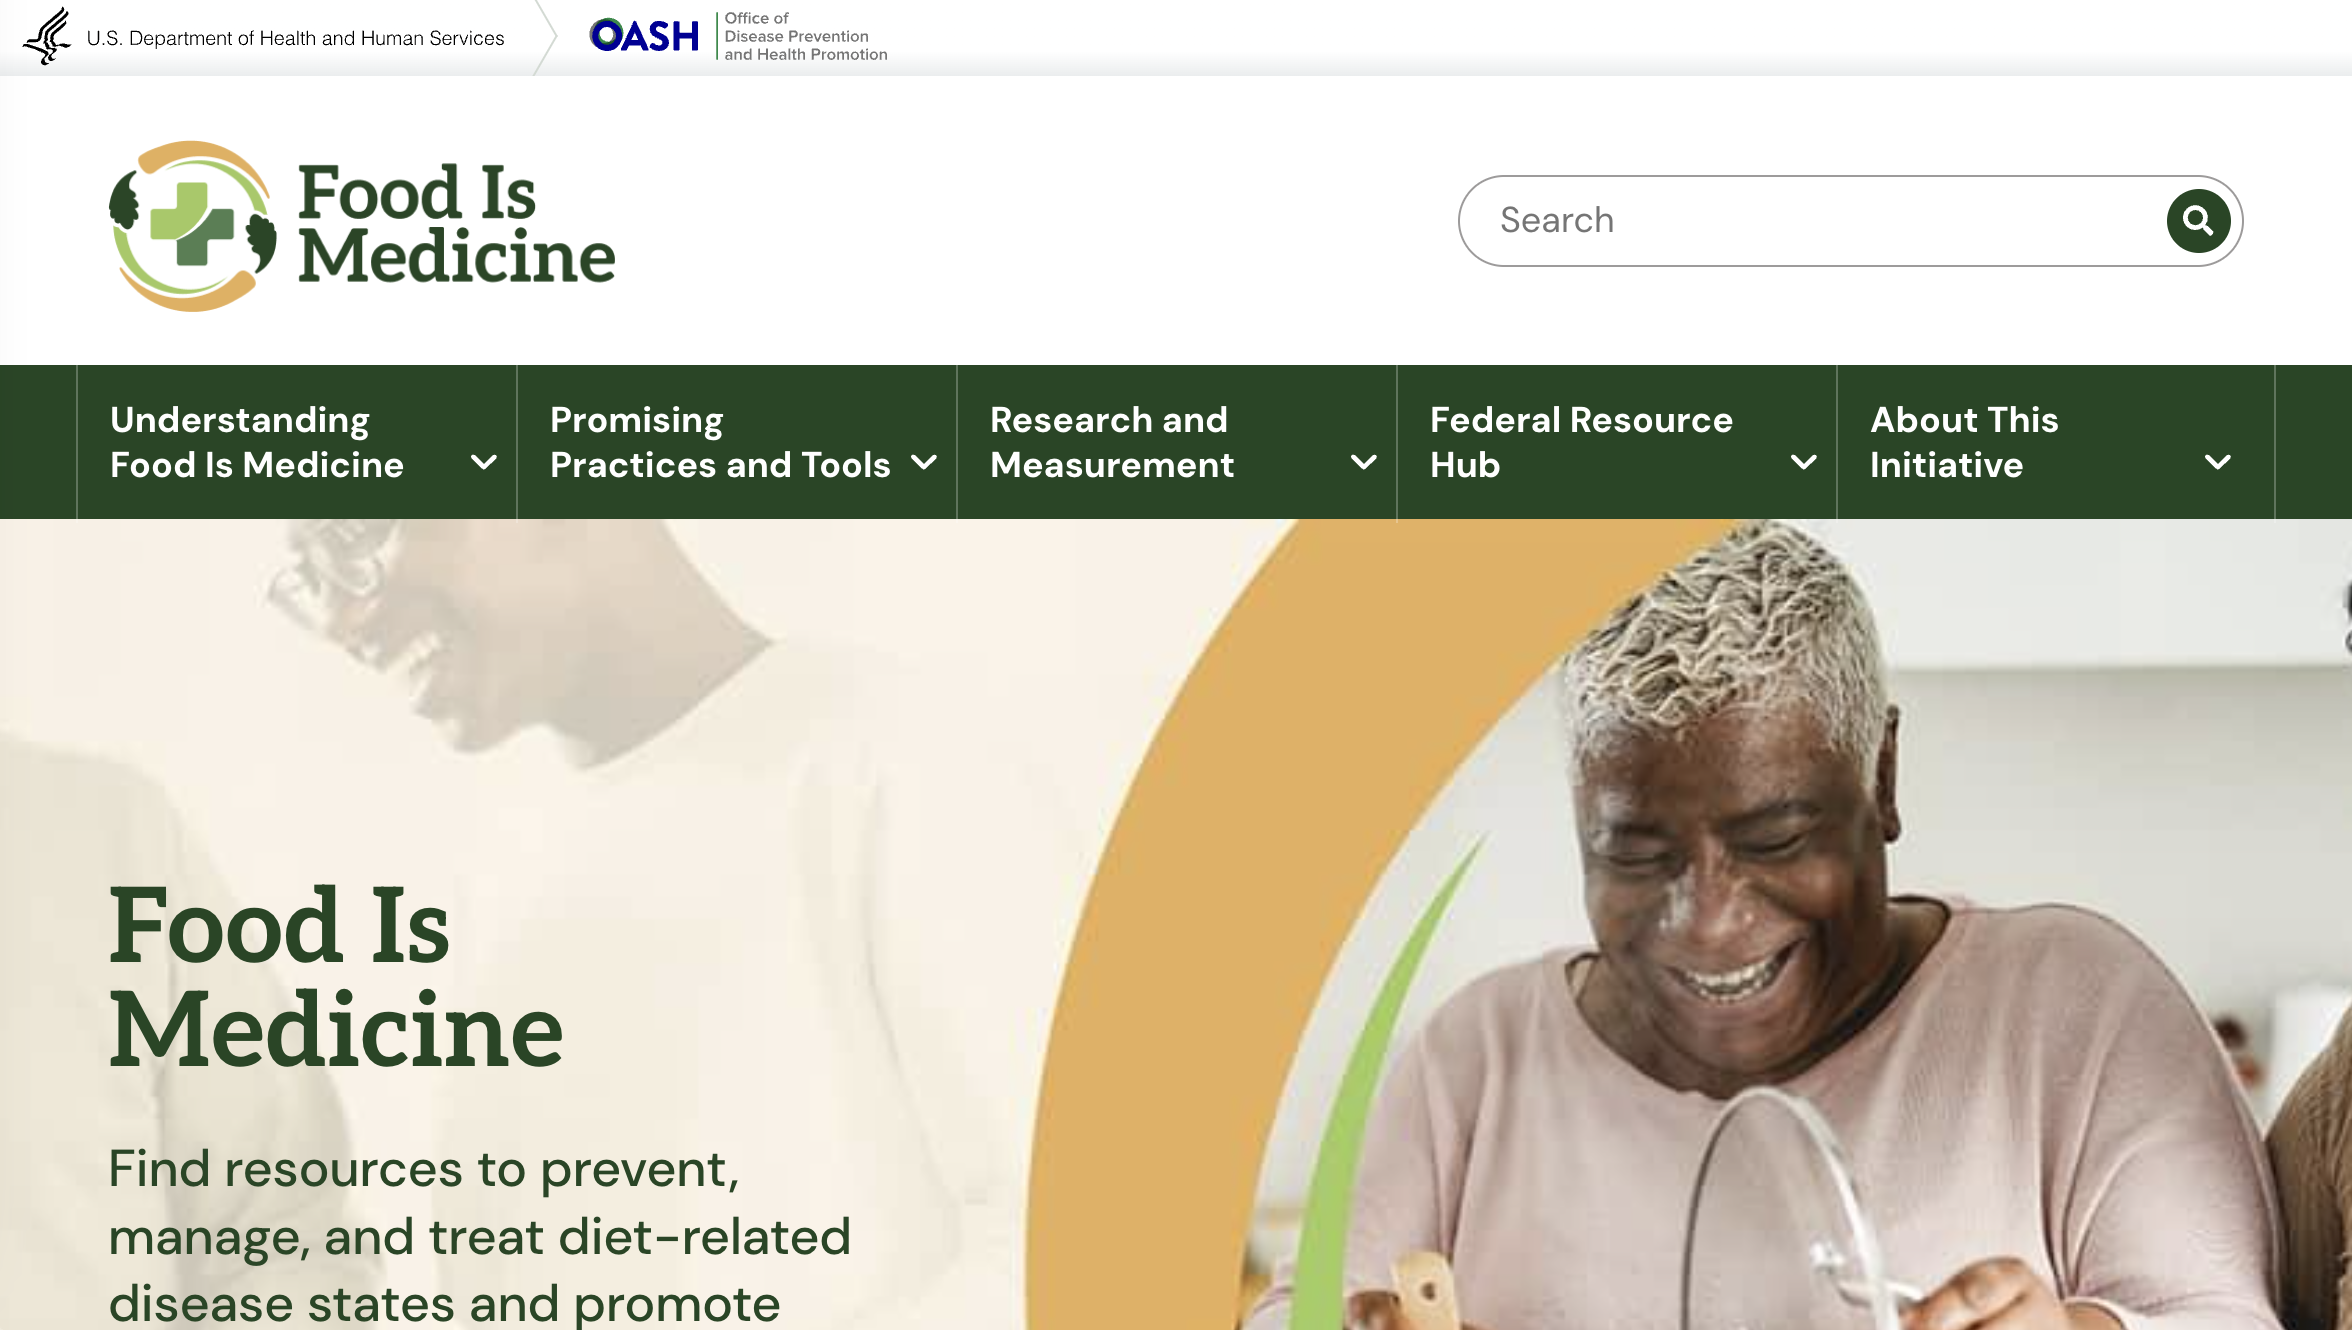 U.S. Department of Health and Human Services
OASH
Office of
Disease Prevention
and Health Promotion
Food Is
Medicine
Search
Understanding
Food Is Medicine
Promising
Practices and Tools
Research and
Measurement
Federal Resource
Hub
About This
Initiative
Food Is
Medicine
Find resources to prevent,
manage, and treat diet-related
disease states and promote